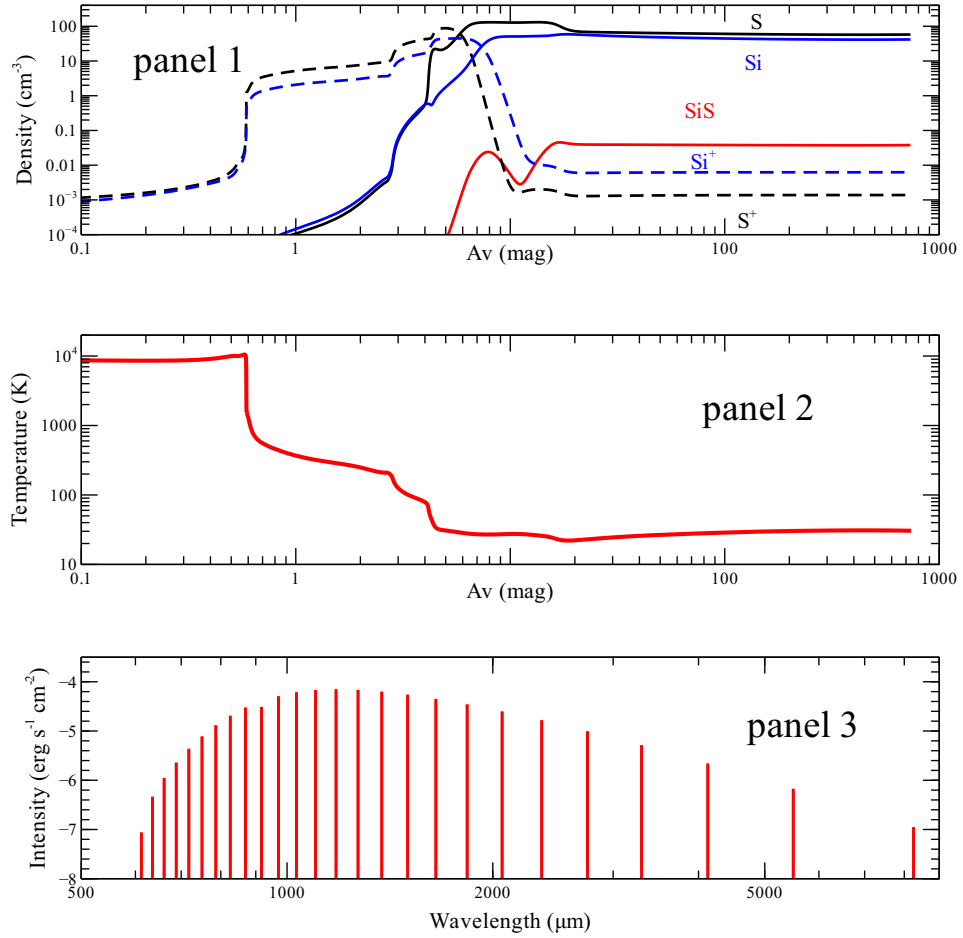 panel 1
Density (cm⁻³)
100
10
1
0.1
0.01
10⁻³
10⁻⁴
S
Si
SiS
Si⁺
S⁺
0.1 1 100 1000
Av (mag)
panel 2
Temperature (K)
10⁴
1000
100
10
0.1 1 100 1000
Av (mag)
panel 3
Intensity (erg s⁻¹ cm⁻²)
−4
−5
−6
−7
−8
500 1000 2000 5000
Wavelength (μm)